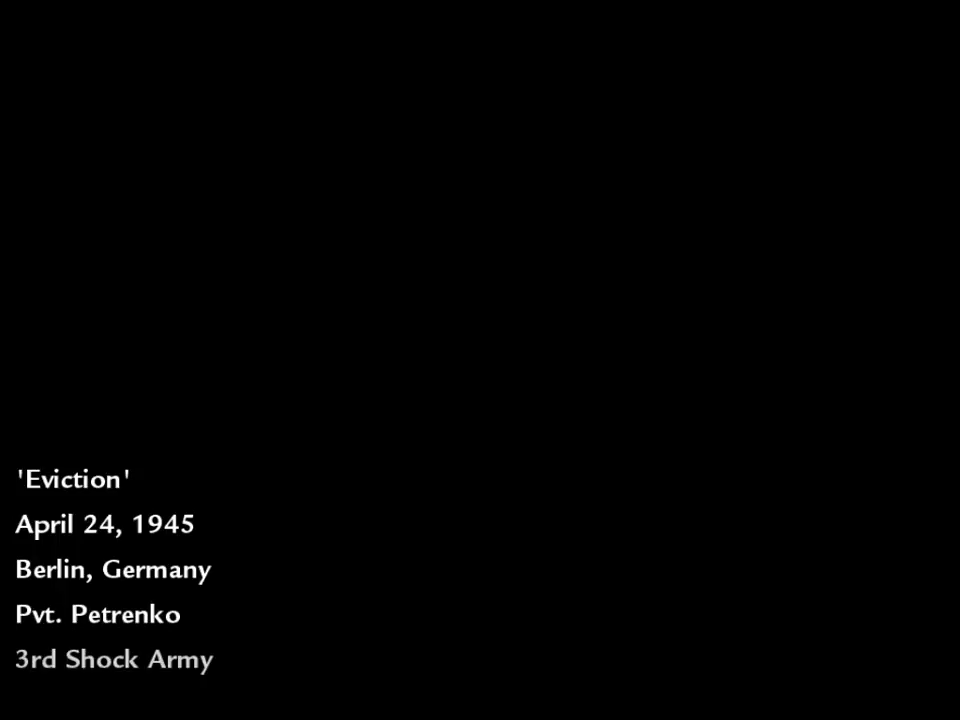 'Eviction'
April 24, 1945
Berlin, Germany
Pvt. Petrenko
3rd Shock Army